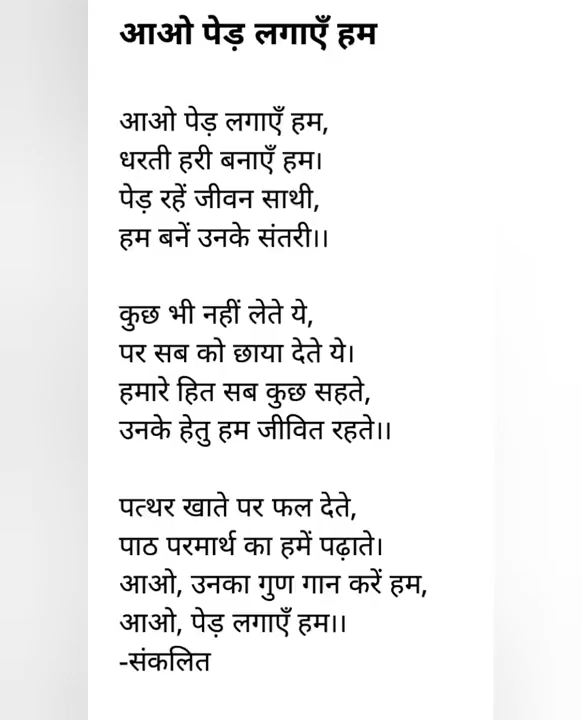 आओ पेड़ लगाएँ हम
आओ पेड़ लगाएँ हम,
धरती हरी बनाएँ हम।
पेड़ रहें जीवन साथी,
हम बनें उनके संतरी।।
कुछ भी नहीं लेते ये,
पर सब को छाया देते ये।
हमारे हित सब कुछ सहते,
उनके हेतु हम जीवित रहते।।
पत्थर खाते पर फल देते,
पाठ परमार्थ का हमें पढ़ाते।
आओ, उनका गुण गान करें हम,
आओ, पेड़ लगाएँ हम।।
-संकलित